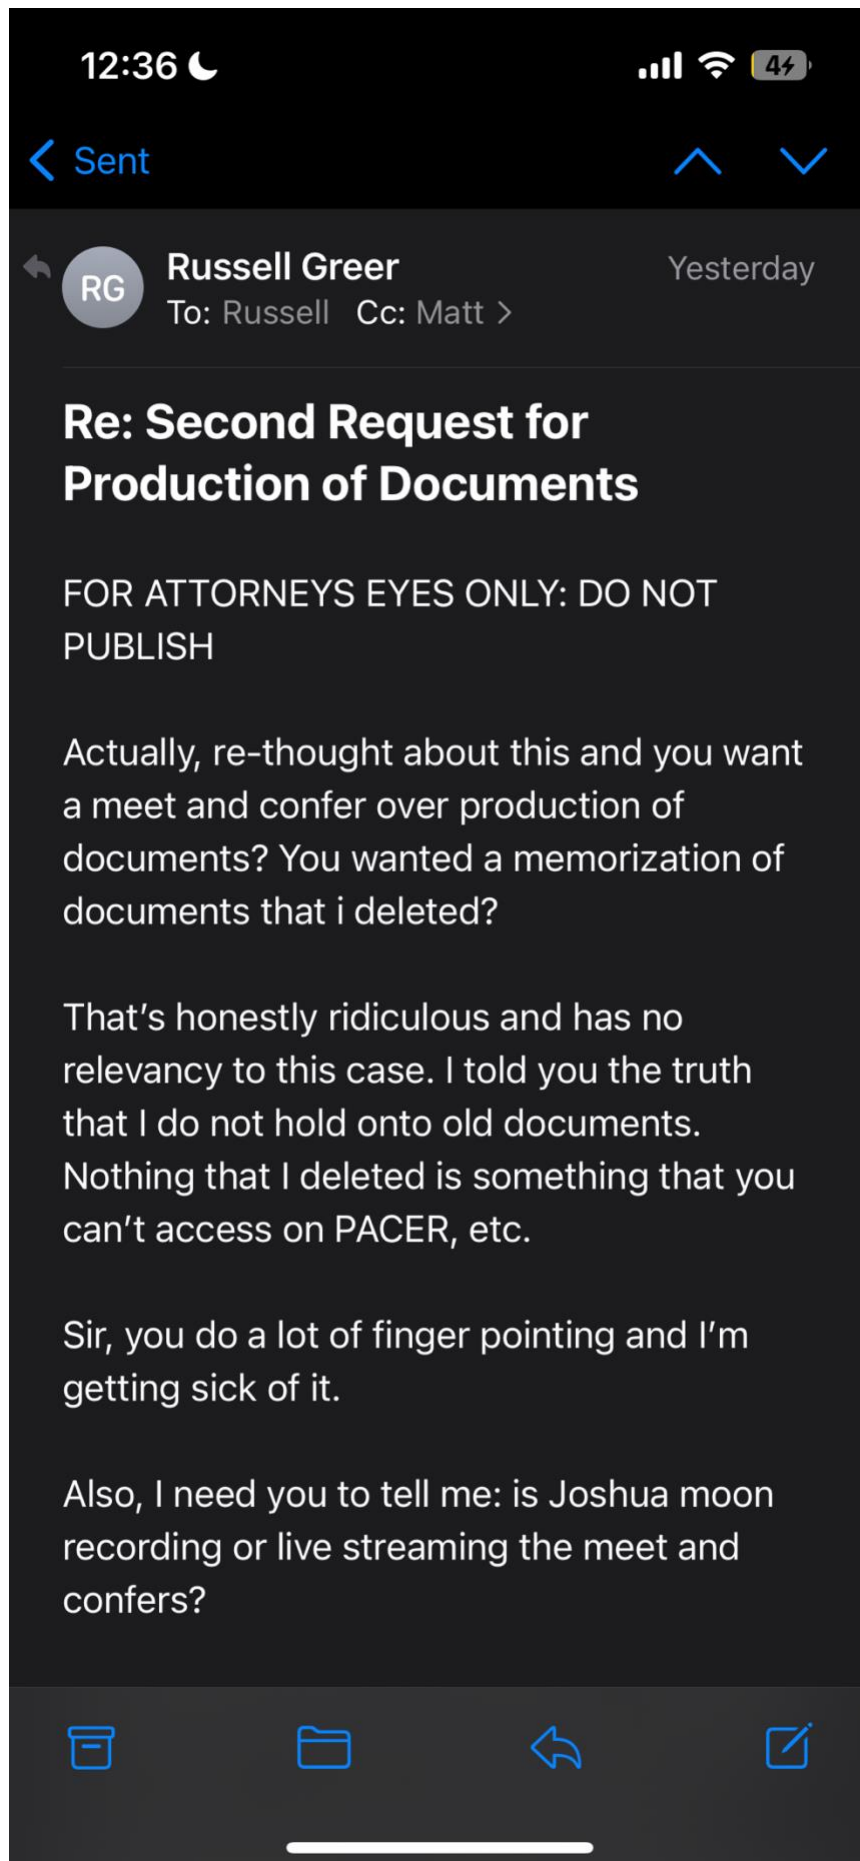 12:36
4
Sent
RG
Russell Greer
Yesterday
To: Russell Cc: Matt
Re: Second Request for
Production of Documents
FOR ATTORNEYS EYES ONLY: DO NOT
PUBLISH
Actually, re-thought about this and you want
a meet and confer over production of
documents? You wanted a memorization of
documents that i deleted?
That’s honestly ridiculous and has no
relevancy to this case. I told you the truth
that I do not hold onto old documents.
Nothing that I deleted is something that you
can’t access on PACER, etc.
Sir, you do a lot of finger pointing and I’m
getting sick of it.
Also, I need you to tell me: is Joshua moon
recording or live streaming the meet and
confers?